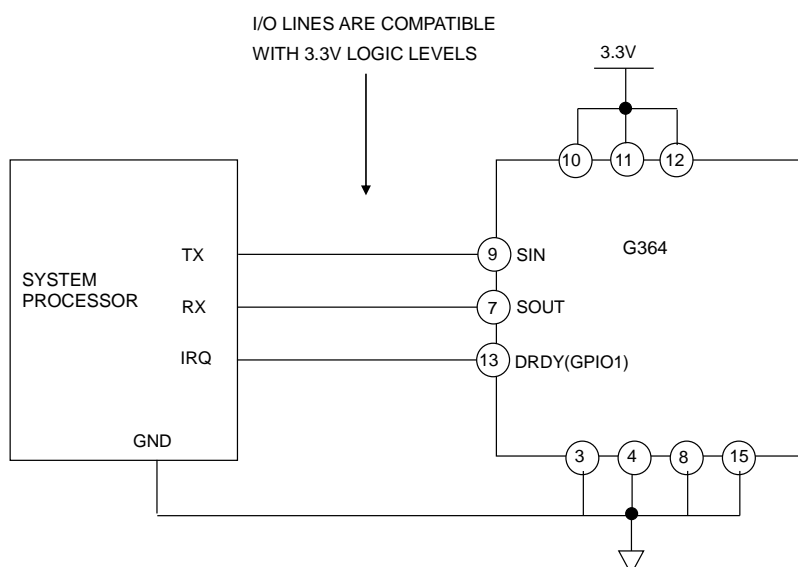 I/O LINES ARE COMPATIBLE
WITH 3.3V LOGIC LEVELS
3.3V
10
11
12
G364
SYSTEM
PROCESSOR
TX
9
SIN
RX
7
SOUT
IRQ
13
DRDY(GPIO1)
GND
3
4
8
15